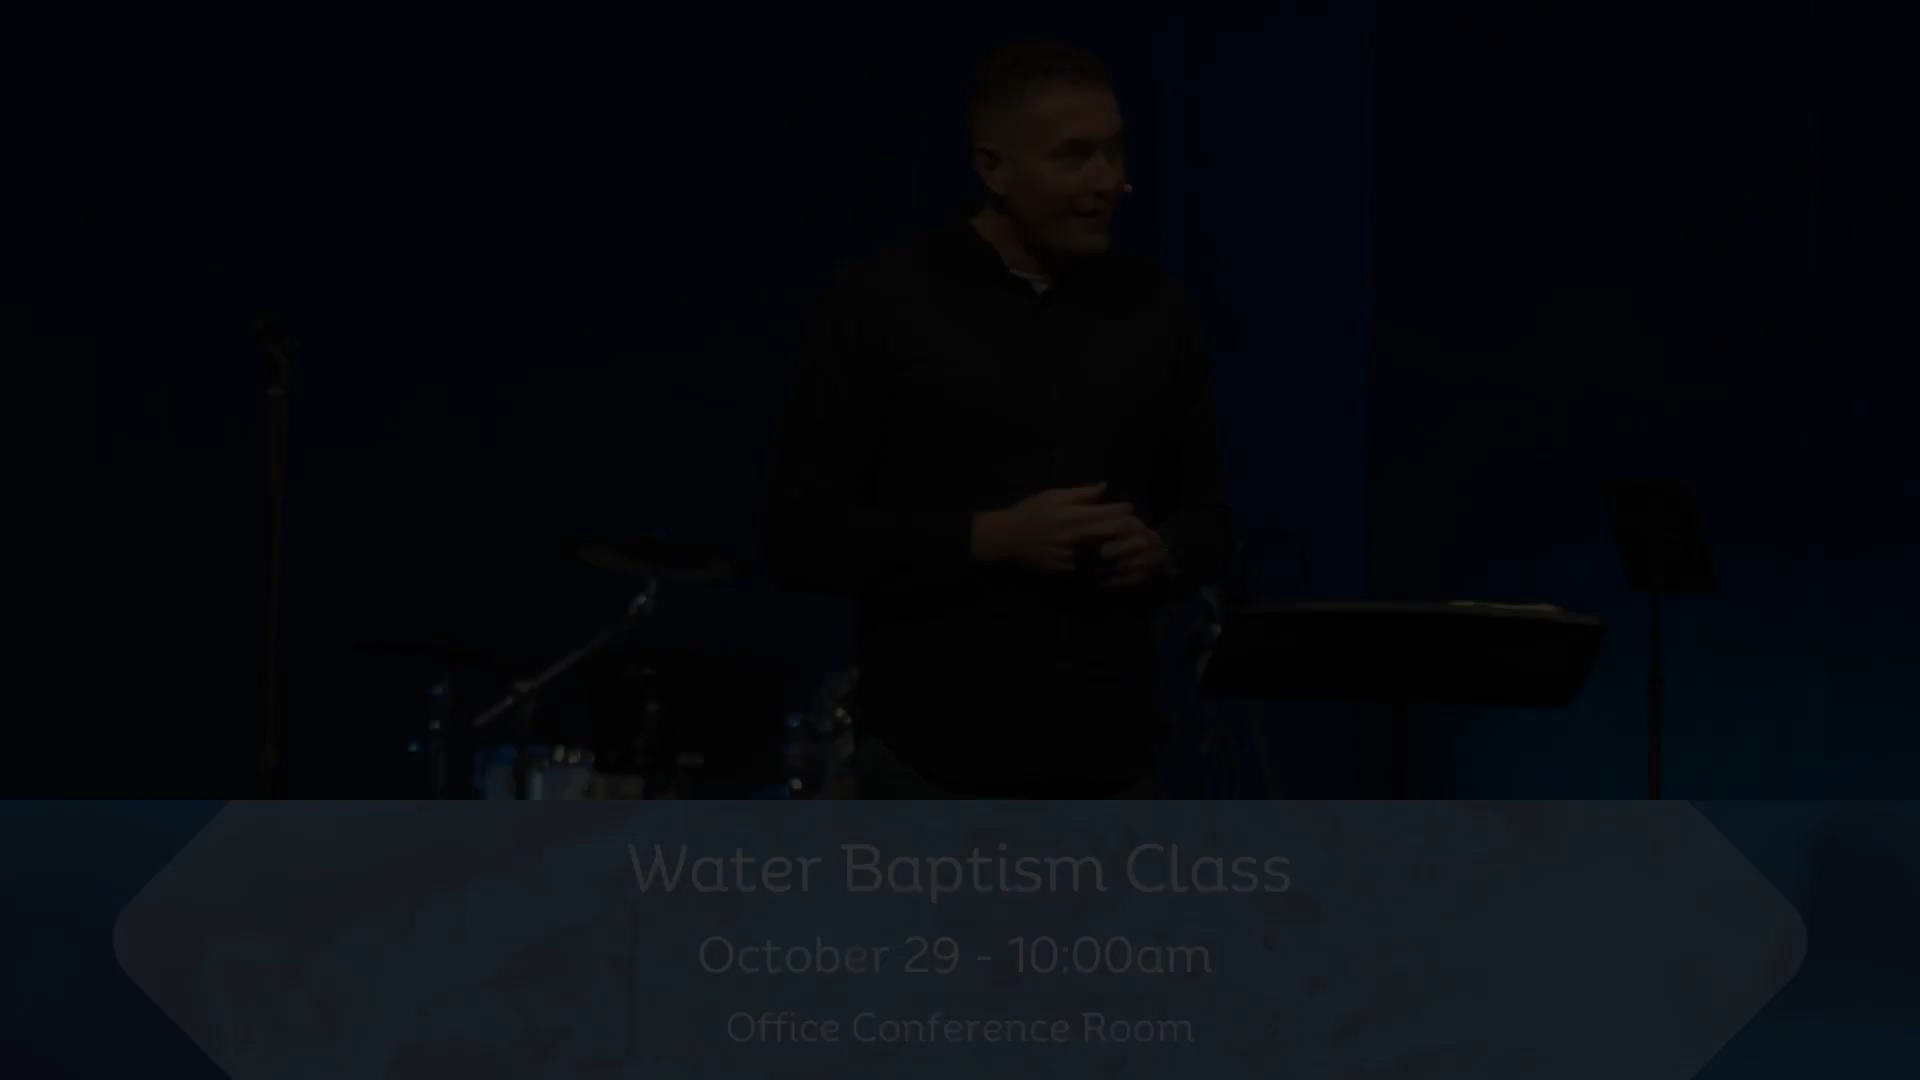 Water Baptism Class
October 29 - 10:00am
Office Conference Room